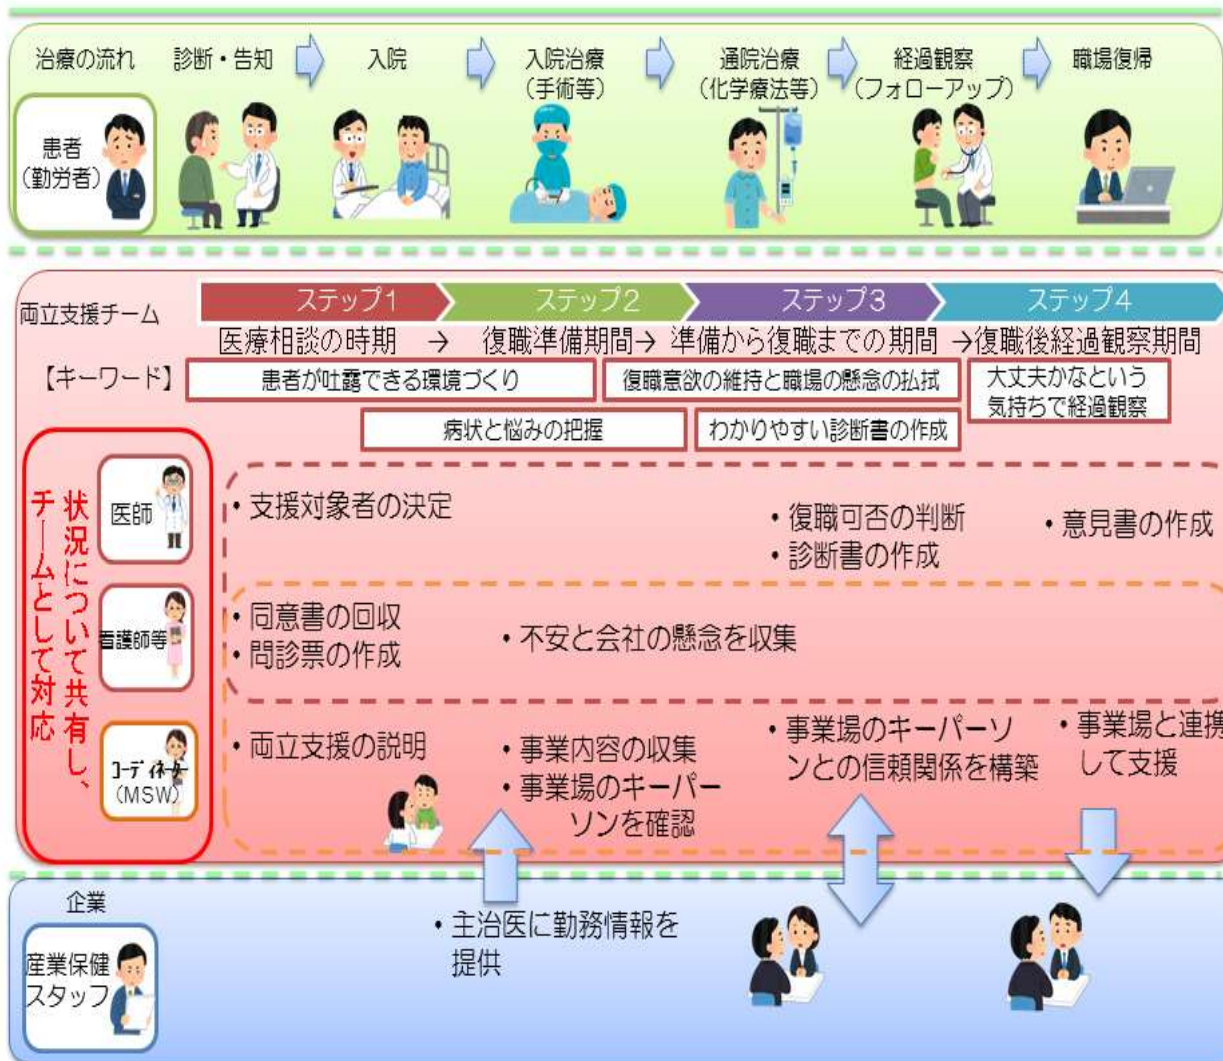 治療の流れ
診断・告知
入院
入院治療
(手術等)
通院治療
(化学療法等)
経過観察
(フォローアップ)
職場復帰
患者
(勤労者)
両立支援チーム
ステップ1
ステップ2
ステップ3
ステップ4
医療相談の時期 → 復職準備期間→ 準備から復職までの期間 →復職後経過観察期間
【キーワード】
患者が吐露できる環境づくり
復職意欲の維持と職場の懸念の払拭
大丈夫かなという
気持ちで経過観察
病状と悩みの把握
わかりやすい診断書の作成
状況について共有し、
チームとして対応
医師
・支援対象者の決定
・復職可否の判断
・診断書の作成
・意見書の作成
看護師等
・同意書の回収
・問診票の作成
・不安と会社の懸念を収集
コーディネーター
(MSW)
・両立支援の説明
・事業内容の収集
・事業場のキーパー
ソンを確認
・事業場のキーパーソ
ンとの信頼関係を構築
・事業場と連携
して支援
企業
産業保健
スタッフ
・主治医に勤務情報を
提供